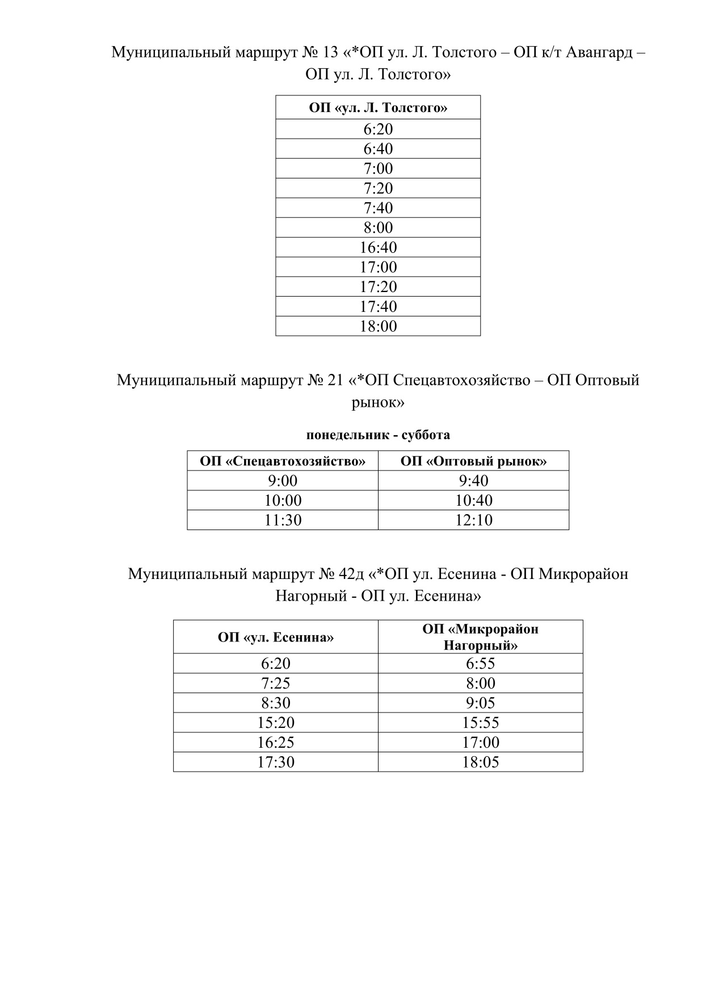 Муниципальный маршрут № 13 «*ОП ул. Л. Толстого – ОП к/т Авангард –
ОП ул. Л. Толстого»
ОП «ул. Л. Толстого»
6:20
6:40
7:00
7:20
7:40
8:00
16:40
17:00
17:20
17:40
18:00
Муниципальный маршрут № 21 «*ОП Спецавтохозяйство – ОП Оптовый
рынок»
понедельник - суббота
ОП «Спецавтохозяйство» ОП «Оптовый рынок»
9:00 9:40
10:00 10:40
11:30 12:10
Муниципальный маршрут № 42д «*ОП ул. Есенина - ОП Микрорайон
Нагорный - ОП ул. Есенина»
ОП «ул. Есенина» ОП «Микрорайон
Нагорный»
6:20 6:55
7:25 8:00
8:30 9:05
15:20 15:55
16:25 17:00
17:30 18:05